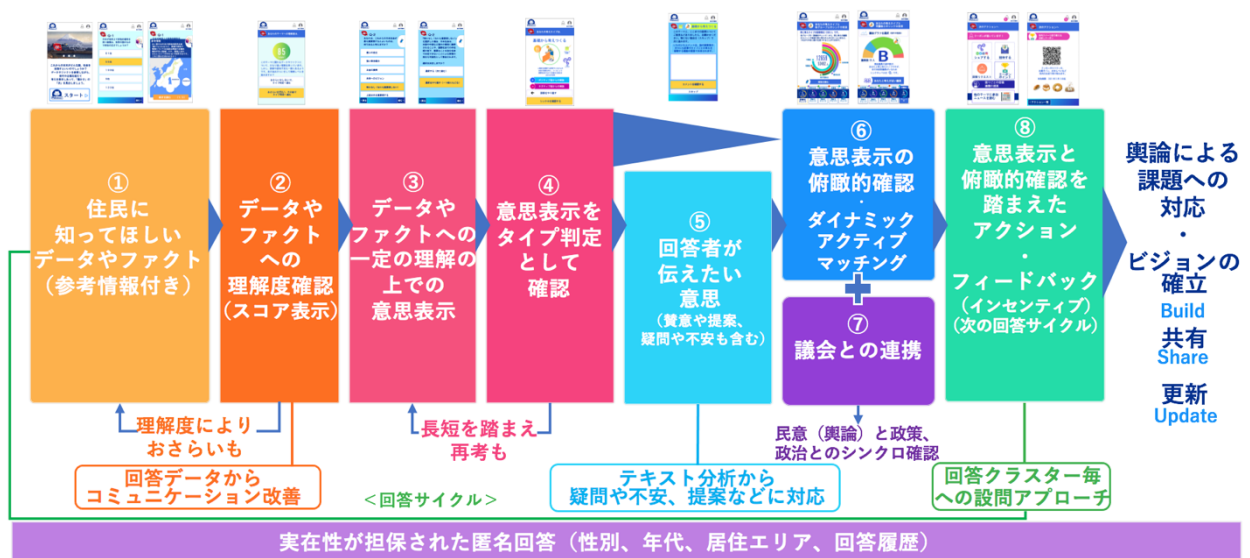 スタート
85
12059
B
①
住民に
知ってほしい
データやファクト
（参考情報付き）
②
データや
ファクト
への
理解度確認
（スコア表示）
③
データや
ファクトへの
一定の理解の
上での
意思表示
④
意思表示を
タイプ判定
として
確認
⑤
回答者が
伝えたい
意思
（賛意や提案、
疑問や不安も含む）
⑥
意思表示の
俯瞰的確認
・
ダイナミック
アクティブ
マッチング
⑦
議会との連携
⑧
意思表示と
俯瞰的確認を
踏まえた
アクション
・
フィードバック
（インセンティブ）
（次の回答サイクル）
輿論による
課題への
対応
・
ビジョンの
確立
Build
共有
Share
更新
Update
理解度により
おさらいも
長短を踏まえ
再考も
民意（輿論）と政策、
政治とのシンクロ確認
回答データから
コミュニケーション改善
＜回答サイクル＞
テキスト分析から
疑問や不安、提案などに対応
回答クラスター毎
への設問アプローチ
実在性が担保された匿名回答（性別、年代、居住エリア、回答履歴）